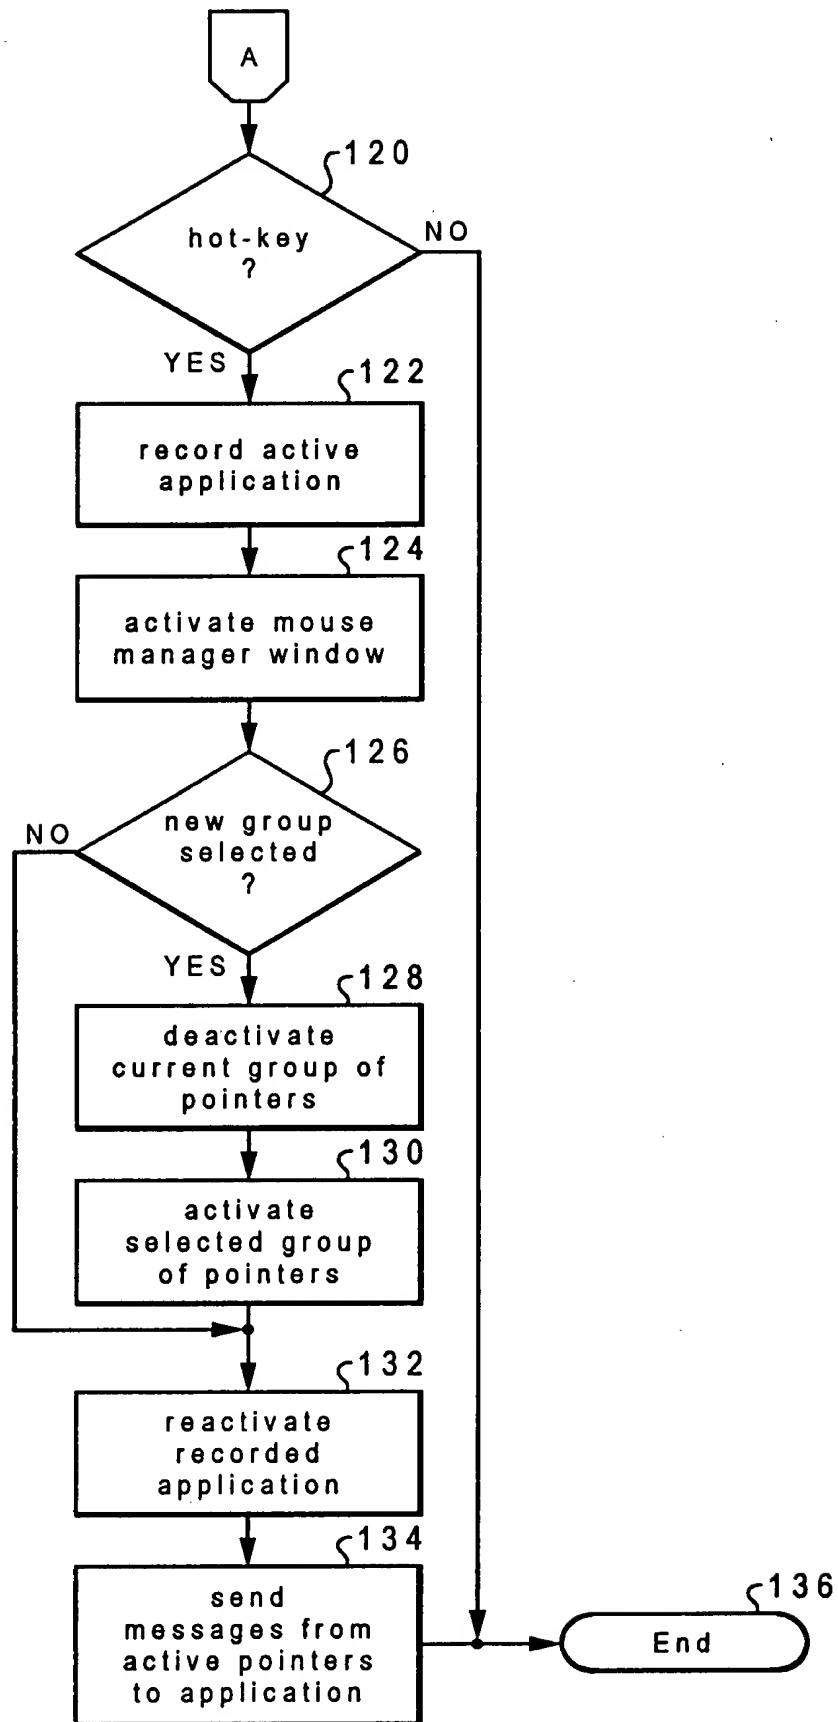 A
120
hot-key
?
NO
YES
122
record active
application
124
activate mouse
manager window
126
new group
selected
?
NO
YES
128
deactivate
current group of
pointers
130
activate
selected group
of pointers
132
reactivate
recorded
application
134
send
messages from
active pointers
to application
136
End